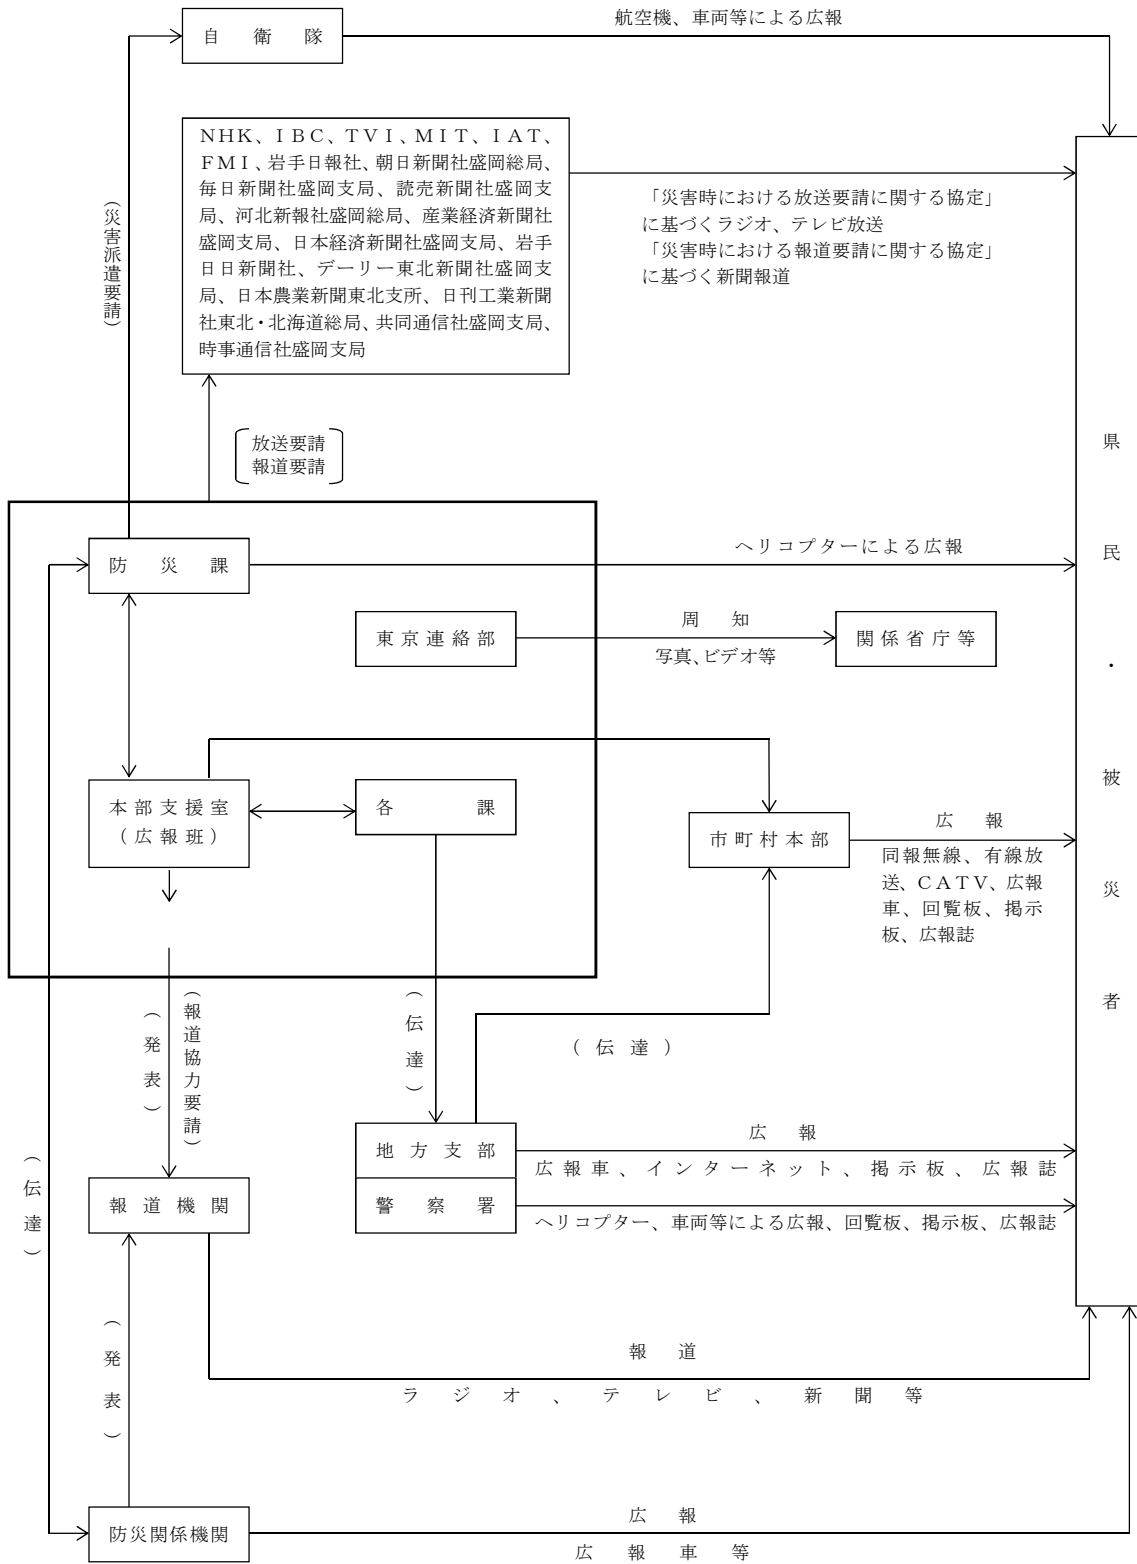 航空機、車両等による広報
自衛隊
NHK、IBC、TVI、MIT、IAT、
FMI、岩手日報社、朝日新聞社盛岡総局、
毎日新聞社盛岡支局、読売新聞社盛岡支
局、河北新報社盛岡総局、産業経済新聞社
盛岡支局、日本経済新聞社盛岡支局、岩手
日日新聞社、デーリー東北新聞社盛岡支
局、日本農業新聞東北支所、日刊工業新聞
社東北・北海道総局、共同通信社盛岡支局、
時事通信社盛岡支局
「災害時における放送要請に関する協定」
に基づくラジオ、テレビ放送
「災害時における報道要請に関する協定」
に基づく新聞報道
(災害派遣要請)
放送要請
報道要請
県民・被災者
防災課
ヘリコプターによる広報
東京連絡部
周知
写真、ビデオ等
関係省庁等
本部支援室
(広報班)
各課
市町村本部
広報
同報無線、有線放
送、CATV、広報
車、回覧板、掲示
板、広報誌
(発表)
(報道協力要請)
(伝達)
(伝達)
地方支部
広報
広報車、インターネット、掲示板、広報誌
警察署
ヘリコプター、車両等による広報、回覧板、掲示板、広報誌
報道機関
(伝達)
(発表)
報道
ラジオ、テレビ、新聞等
防災関係機関
広報
広報車等